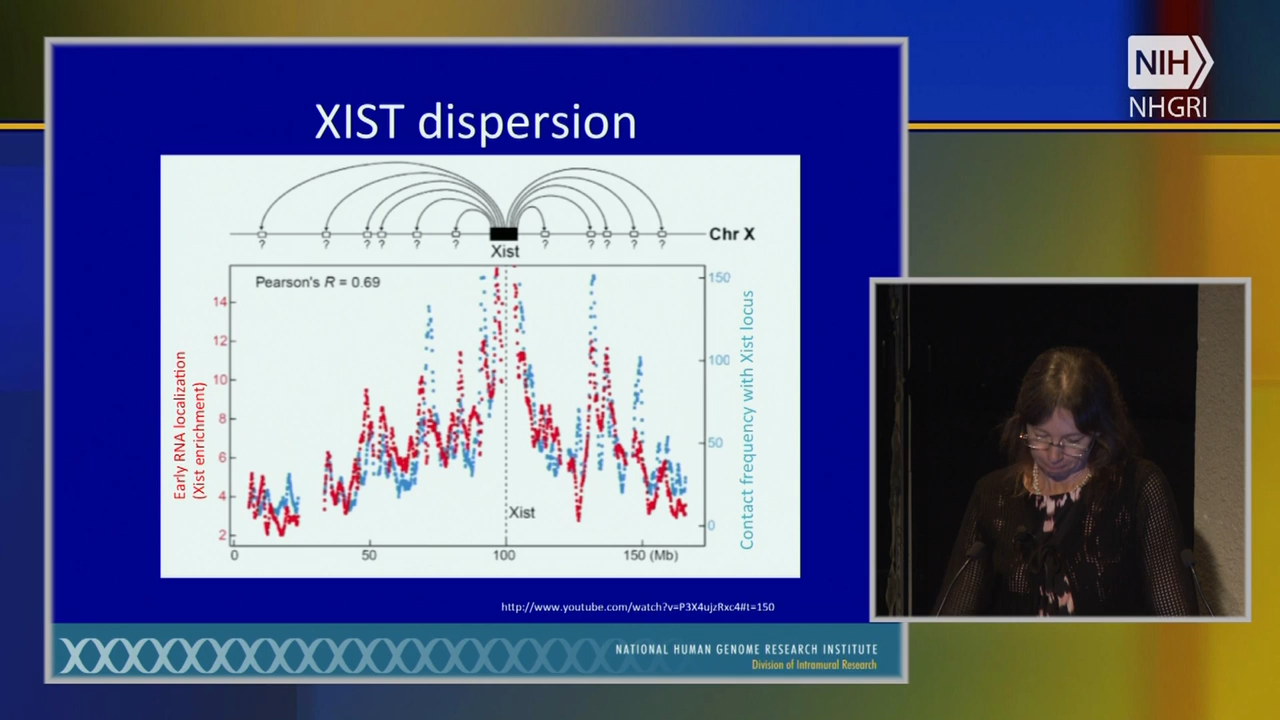 NIH
NHGRI
XIST dispersion
? ? ? ? ? ? ? ? ? ? ?
Chr X
Xist
Pearson's R = 0.69
14
12
10
8
6
4
2
150
100
50
0
Early RNA localization
(Xist enrichment)
Contact frequency with Xist locus
Xist
0 50 100 150 (Mb)
http://www.youtube.com/watch?v=P3X4ujzRxc4#t=150
NATIONAL HUMAN GENOME RESEARCH INSTITUTE
Division of Intramural Research